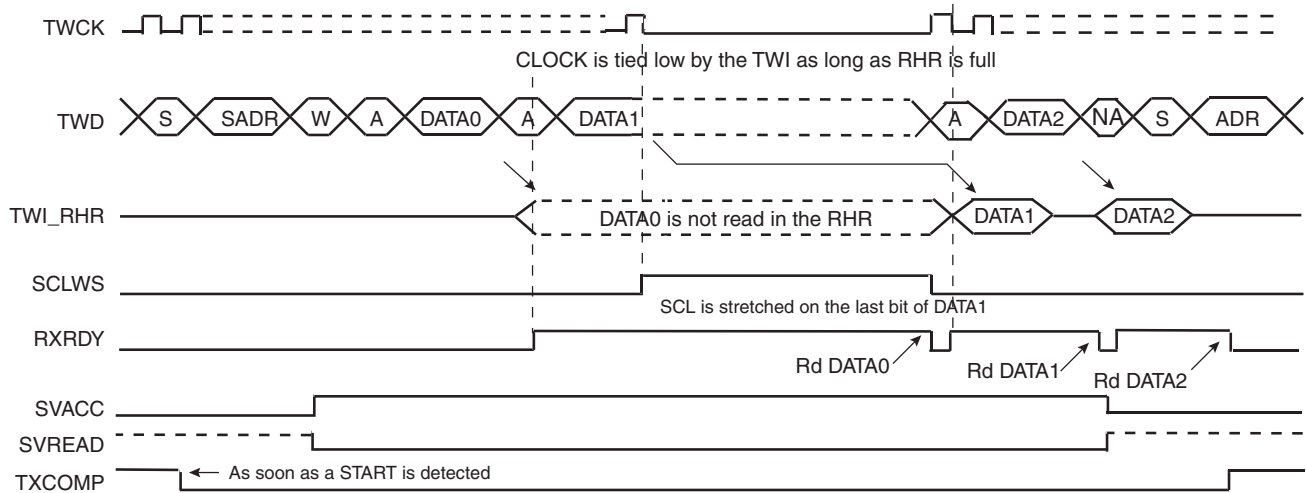 TWCK
CLOCK is tied low by the TWI as long as RHR is full
TWD S SADR W A DATA0 A DATA1 A DATA2 NA S ADR
TWI_RHR DATA0 is not read in the RHR DATA1 DATA2
SCLWS
SCL is stretched on the last bit of DATA1
RXRDY
Rd DATA0 Rd DATA1 Rd DATA2
SVACC
SVREAD
TXCOMP As soon as a START is detected